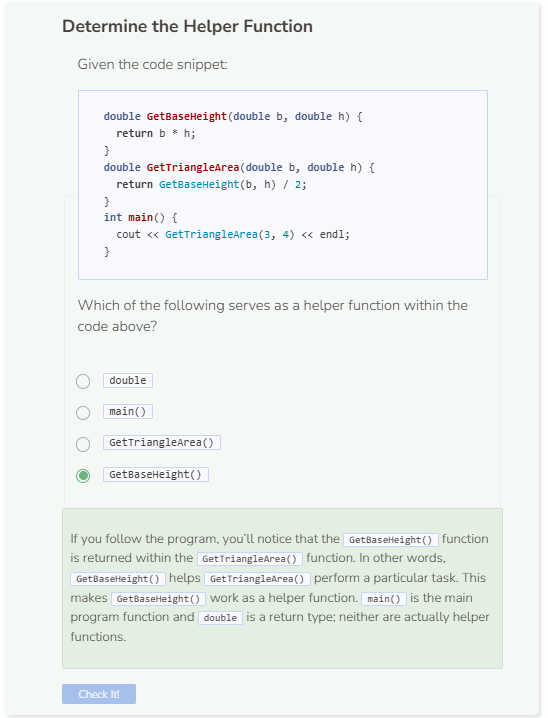 Determine the Helper Function
Given the code snippet:
double GetBaseHeight(double b, double h) {
  return b * h;
}
double GetTriangleArea(double b, double h) {
  return GetBaseHeight(b, h) / 2;
}
int main() {
  cout << GetTriangleArea(3, 4) << endl;
}
Which of the following serves as a helper function within the
code above?
double
main()
GetTriangleArea()
GetBaseHeight()
If you follow the program, you'll notice that the GetBaseHeight() function
is returned within the GetTriangleArea() function. In other words,
GetBaseHeight() helps GetTriangleArea() perform a particular task. This
makes GetBaseHeight() work as a helper function. main() is the main
program function and double is a return type; neither are actually helper
functions.
Check It!